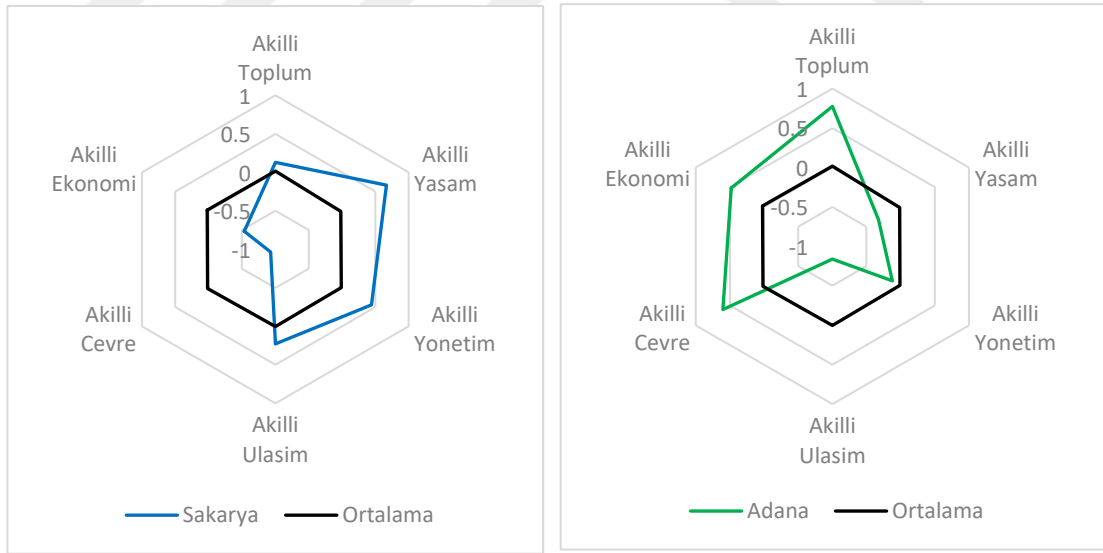 Akilli
Toplum
1
0.5
0
-0.5
-1
Akilli
Yasam
Akilli
Yonetim
Akilli
Ulasim
Akilli
Cevre
Akilli
Ekonomi
Sakarya
Ortalama
Akilli
Toplum
1
0.5
0
-0.5
-1
Akilli
Yasam
Akilli
Yonetim
Akilli
Ulasim
Akilli
Cevre
Akilli
Ekonomi
Adana
Ortalama